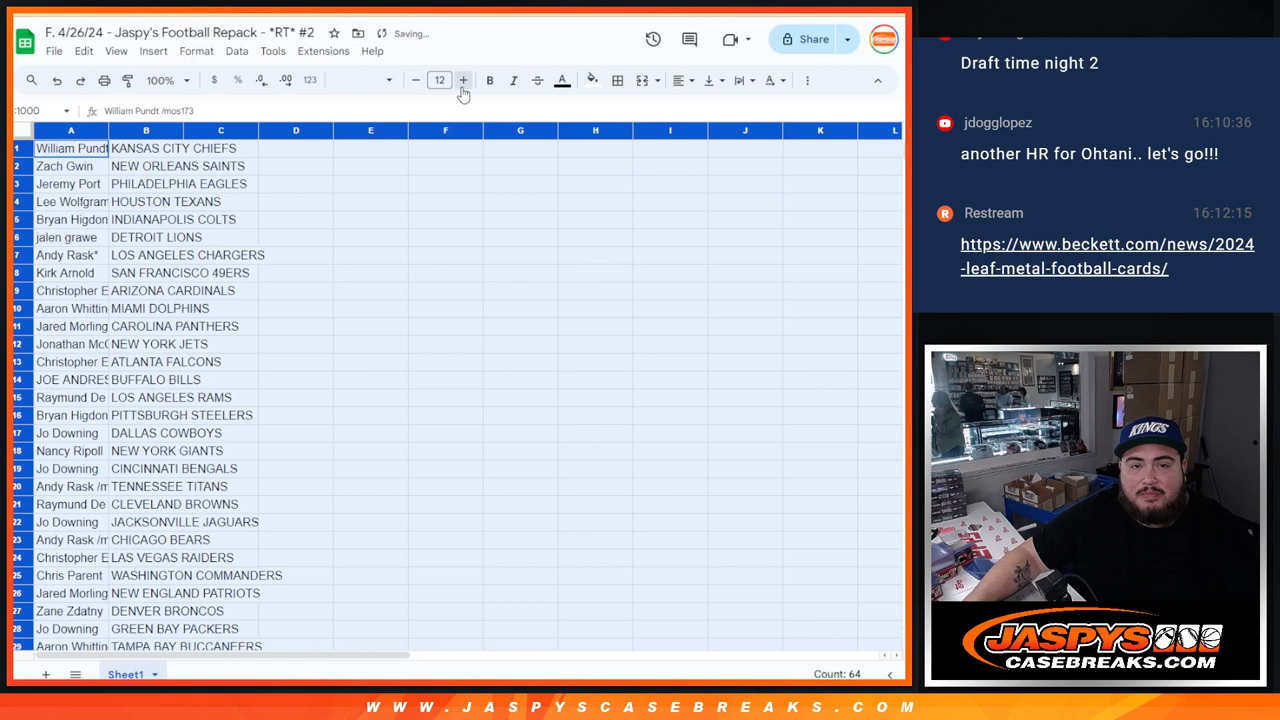 F. 4/26/24 - Jaspy's Football Repack - *RT* #2
Saving...
File Edit View Insert Format Data Tools Extensions Help
Share
100% $ % .0 .00 123 12 B I A
:1000 fx William Pundt /mos173
A B C D E F G H I J K L
1 William Pundt KANSAS CITY CHIEFS
2 Zach Gwin NEW ORLEANS SAINTS
3 Jeremy Port PHILADELPHIA EAGLES
4 Lee Wolfgram HOUSTON TEXANS
5 Bryan Higdon INDIANAPOLIS COLTS
6 jalen grawe DETROIT LIONS
7 Andy Rask* LOS ANGELES CHARGERS
8 Kirk Arnold SAN FRANCISCO 49ERS
9 Christopher E ARIZONA CARDINALS
10 Aaron Whittin MIAMI DOLPHINS
11 Jared Morling CAROLINA PANTHERS
12 Jonathan McC NEW YORK JETS
13 Christopher E ATLANTA FALCONS
14 JOE ANDRES BUFFALO BILLS
15 Raymund De LOS ANGELES RAMS
16 Bryan Higdon PITTSBURGH STEELERS
17 Jo Downing DALLAS COWBOYS
18 Nancy Ripoll NEW YORK GIANTS
19 Jo Downing CINCINNATI BENGALS
20 Andy Rask /m TENNESSEE TITANS
21 Raymund De CLEVELAND BROWNS
22 Jo Downing JACKSONVILLE JAGUARS
23 Andy Rask /m CHICAGO BEARS
24 Christopher E LAS VEGAS RAIDERS
25 Chris Parent WASHINGTON COMMANDERS
26 Jared Morling NEW ENGLAND PATRIOTS
27 Zane Zdatny DENVER BRONCOS
28 Jo Downing GREEN BAY PACKERS
29 Aaron Whittin TAMPA BAY BUCCANEERS
Sheet1
Count: 64
Draft time night 2
jdogglopez 16:10:36
another HR for Ohtani.. let's go!!!
Restream 16:12:15
https://www.beckett.com/news/2024
-leaf-metal-football-cards/
KINGS
JASPYS
CASEBREAKS.COM
WWW.JASPYSCASEBREAKS.COM